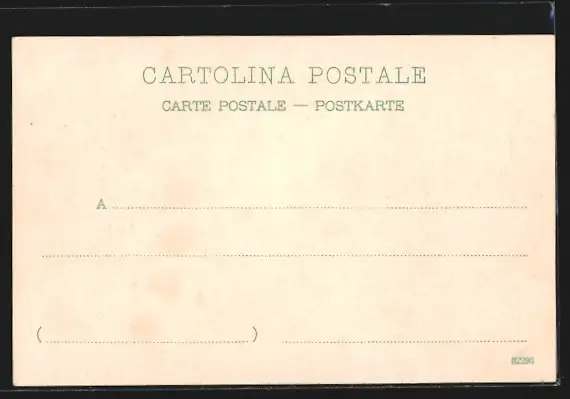 CARTOLINA POSTALE
CARTE POSTALE — POSTKARTE
A
( )